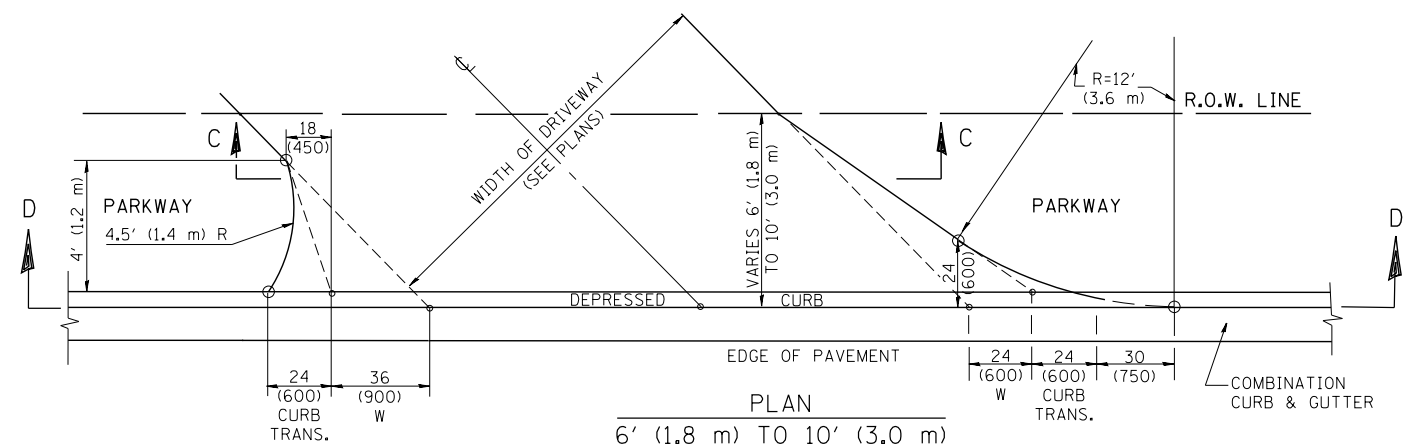 R=12'
(3.6 m)
R.O.W. LINE
18
(450)
C
C
WIDTH OF DRIVEWAY
(SEE PLANS)
VARIES 6' (1.8 m)
TO 10' (3.0 m)
4' (1.2 m)
PARKWAY
4.5' (1.4 m) R
PARKWAY
D
D
24
(600)
DEPRESSED CURB
EDGE OF PAVEMENT
24
(600)
CURB
TRANS.
36
(900)
W
24
(600)
W
24
(600)
CURB
TRANS.
30
(750)
COMBINATION
CURB & GUTTER
PLAN
6' (1.8 m) TO 10' (3.0 m)